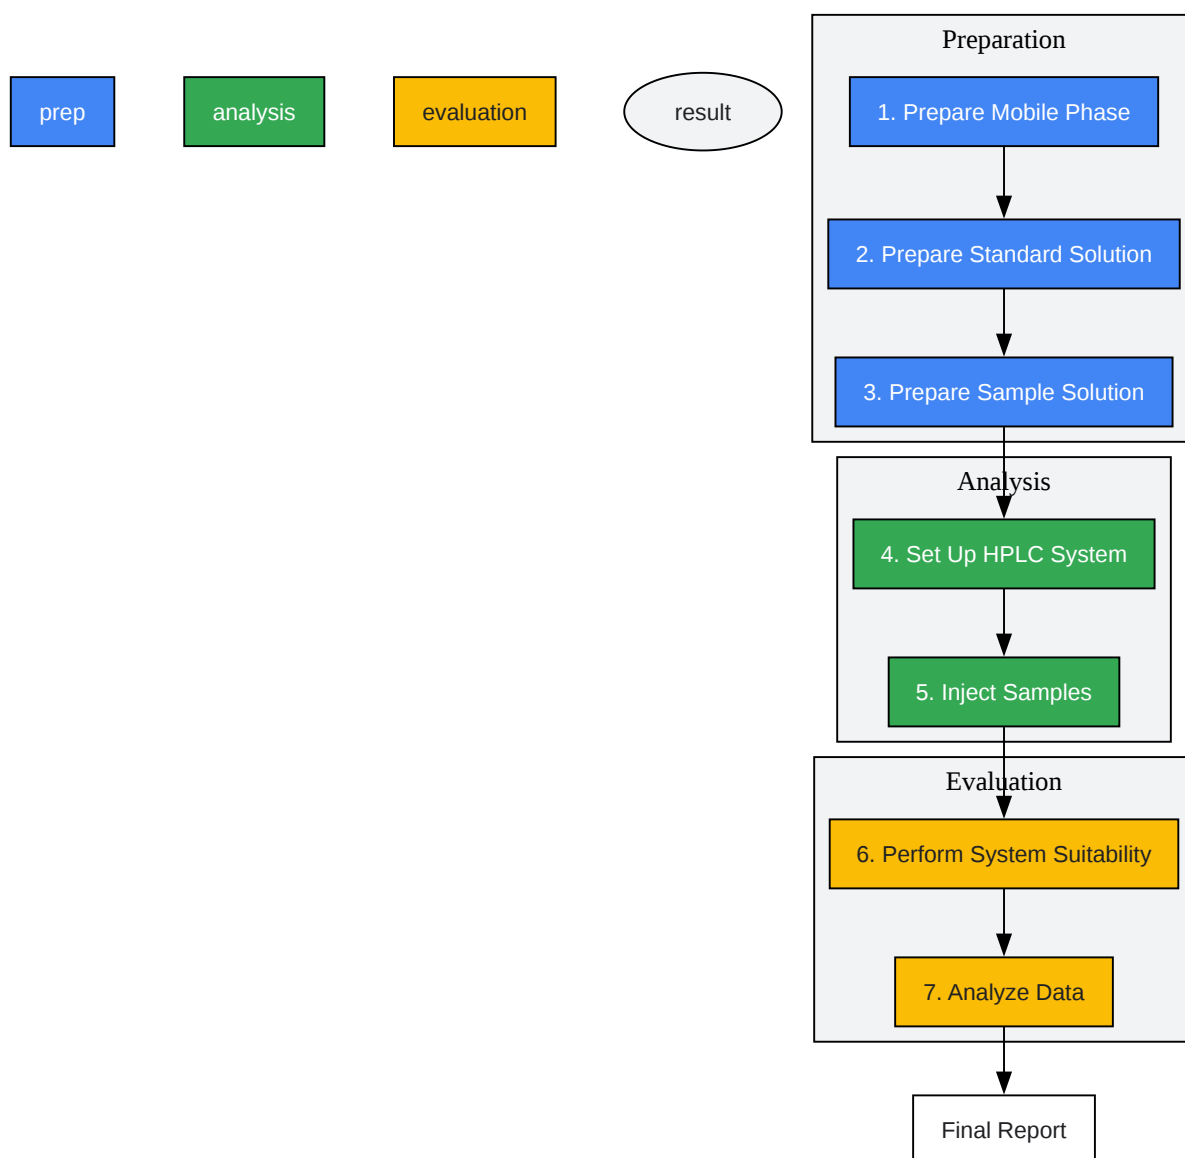 Preparation
prep
analysis
evaluation
result
1. Prepare Mobile Phase
2. Prepare Standard Solution
3. Prepare Sample Solution
Analysis
4. Set Up HPLC System
5. Inject Samples
Evaluation
6. Perform System Suitability
7. Analyze Data
Final Report